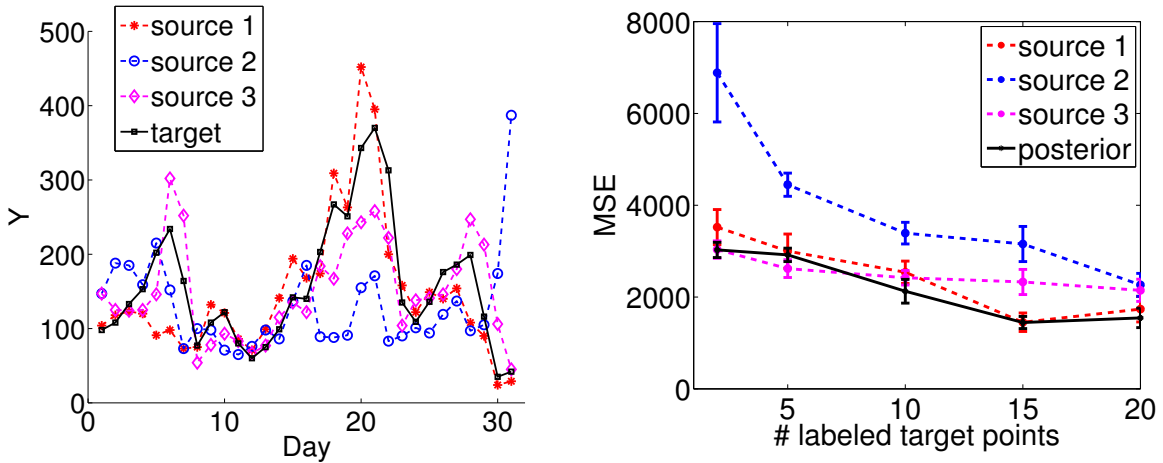 500
400
300
200
100
0
Y
0
10
20
30
Day
source 1
source 2
source 3
target
8000
6000
4000
2000
0
MSE
5
10
15
20
# labeled target points
source 1
source 2
source 3
posterior